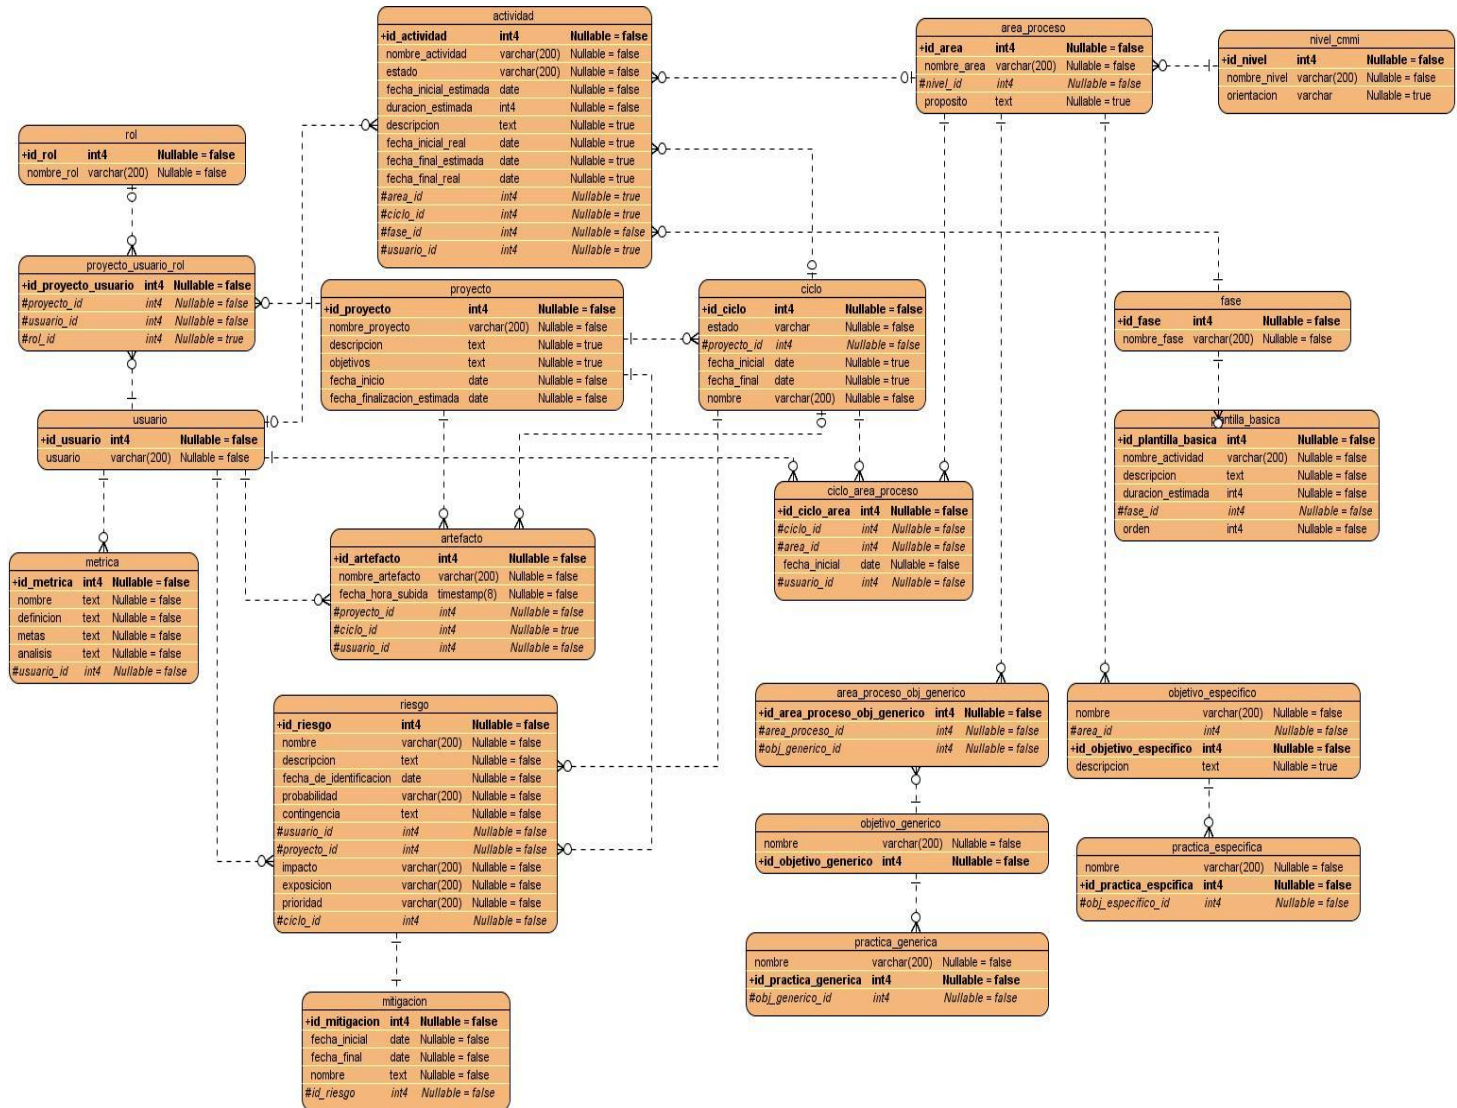 actividad
+id_actividad int4 Nullable = false
nombre_actividad varchar(200) Nullable = false
estado varchar(200) Nullable = false
fecha_inicial_estimada date Nullable = false
duracion_estimada int4 Nullable = false
descripcion text Nullable = true
fecha_inicial_real date Nullable = true
fecha_final_estimada date Nullable = true
fecha_final_real date Nullable = true
#area_id int4 Nullable = true
#ciclo_id int4 Nullable = true
#fase_id int4 Nullable = false
#usuario_id int4 Nullable = true
area_proceso
+id_area int4 Nullable = false
nombre_area varchar(200) Nullable = false
#nivel_id int4 Nullable = false
proposito text Nullable = true
nivel_cmmi
+id_nivel int4 Nullable = false
nombre_nivel varchar(200) Nullable = false
orientacion varchar Nullable = true
rol
+id_rol int4 Nullable = false
nombre_rol varchar(200) Nullable = false
proyecto_usuario_rol
+id_proyecto_usuario int4 Nullable = false
#proyecto_id int4 Nullable = false
#usuario_id int4 Nullable = false
#rol_id int4 Nullable = true
proyecto
+id_proyecto int4 Nullable = false
nombre_proyecto varchar(200) Nullable = false
descripcion text Nullable = true
objetivos text Nullable = true
fecha_inicio date Nullable = false
fecha_finalizacion_estimada date Nullable = false
ciclo
+id_ciclo int4 Nullable = false
estado varchar Nullable = false
#proyecto_id int4 Nullable = false
fecha_inicial date Nullable = true
fecha_final date Nullable = true
nombre varchar(200) Nullable = false
fase
+id_fase int4 Nullable = false
nombre_fase varchar(200) Nullable = false
usuario
+id_usuario int4 Nullable = false
usuario varchar(200) Nullable = false
plantilla_basica
+id_plantilla_basica int4 Nullable = false
nombre_actividad varchar(200) Nullable = false
descripcion text Nullable = false
duracion_estimada int4 Nullable = false
#fase_id int4 Nullable = false
orden int4 Nullable = false
ciclo_area_proceso
+id_ciclo_area int4 Nullable = false
#ciclo_id int4 Nullable = false
#area_id int4 Nullable = false
fecha_inicial date Nullable = false
#usuario_id int4 Nullable = false
artefacto
+id_artefacto int4 Nullable = false
nombre_artefacto varchar(200) Nullable = false
fecha_hora_subida timestamp(8) Nullable = false
#proyecto_id int4 Nullable = false
#ciclo_id int4 Nullable = true
#usuario_id int4 Nullable = false
metrica
+id_metrica int4 Nullable = false
nombre text Nullable = false
definicion text Nullable = false
metas text Nullable = false
analisis text Nullable = false
#usuario_id int4 Nullable = false
riesgo
+id_riesgo int4 Nullable = false
nombre varchar(200) Nullable = false
descripcion text Nullable = false
fecha_de_identificacion date Nullable = false
probabilidad varchar(200) Nullable = false
contingencia text Nullable = false
#usuario_id int4 Nullable = false
#proyecto_id int4 Nullable = false
impacto varchar(200) Nullable = false
exposicion varchar(200) Nullable = false
prioridad varchar(200) Nullable = false
#ciclo_id int4 Nullable = false
area_proceso_obj_generico
+id_area_proceso_obj_generico int4 Nullable = false
#area_proceso_id int4 Nullable = false
#obj_generico_id int4 Nullable = false
objetivo_especifico
nombre varchar(200) Nullable = false
#area_id int4 Nullable = false
+id_objetivo_especifico int4 Nullable = false
descripcion text Nullable = true
objetivo_generico
nombre varchar(200) Nullable = false
+id_objetivo_generico int4 Nullable = false
practica_especifica
nombre varchar(200) Nullable = false
+id_practica_espcifica int4 Nullable = false
#obj_especifico_id int4 Nullable = false
practica_generica
nombre varchar(200) Nullable = false
+id_practica_generica int4 Nullable = false
#obj_generico_id int4 Nullable = false
mitigacion
+id_mitigacion int4 Nullable = false
fecha_inicial date Nullable = false
fecha_final date Nullable = false
nombre text Nullable = false
#id_riesgo int4 Nullable = false